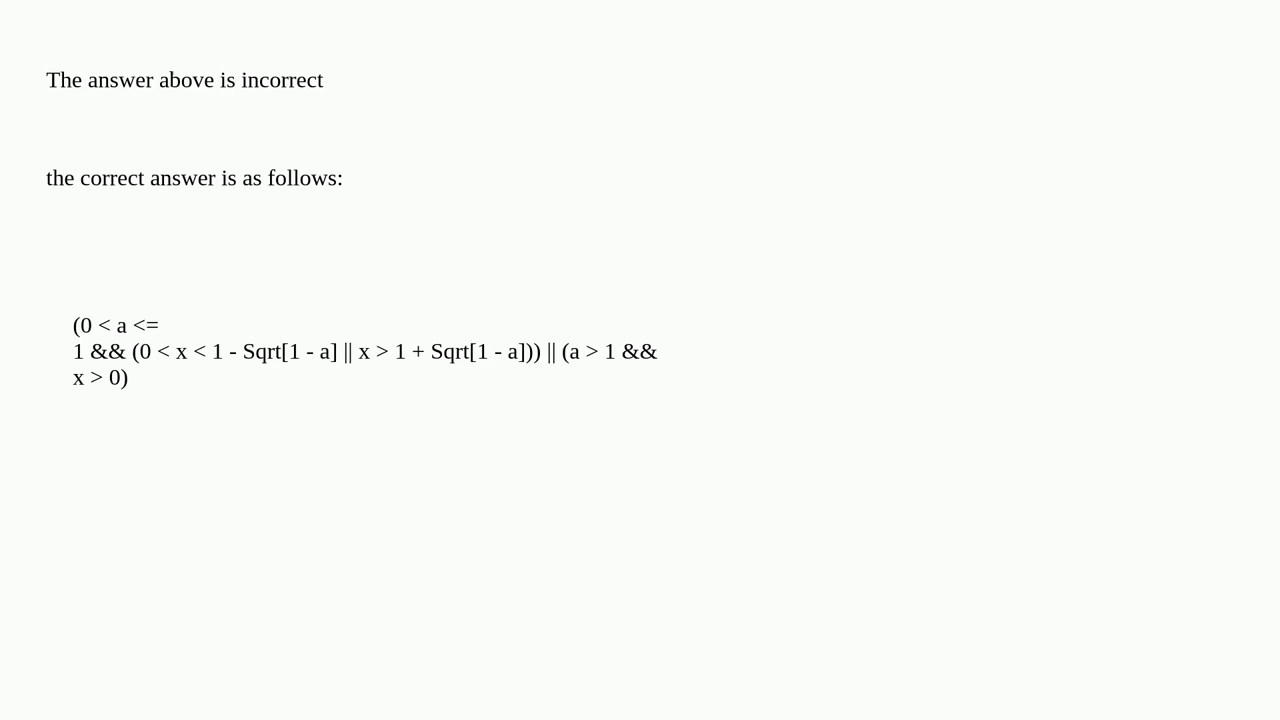 The answer above is incorrect
the correct answer is as follows:
(0 < a <=
1 && (0 < x < 1 - Sqrt[1 - a] || x > 1 + Sqrt[1 - a])) || (a > 1 &&
x > 0)